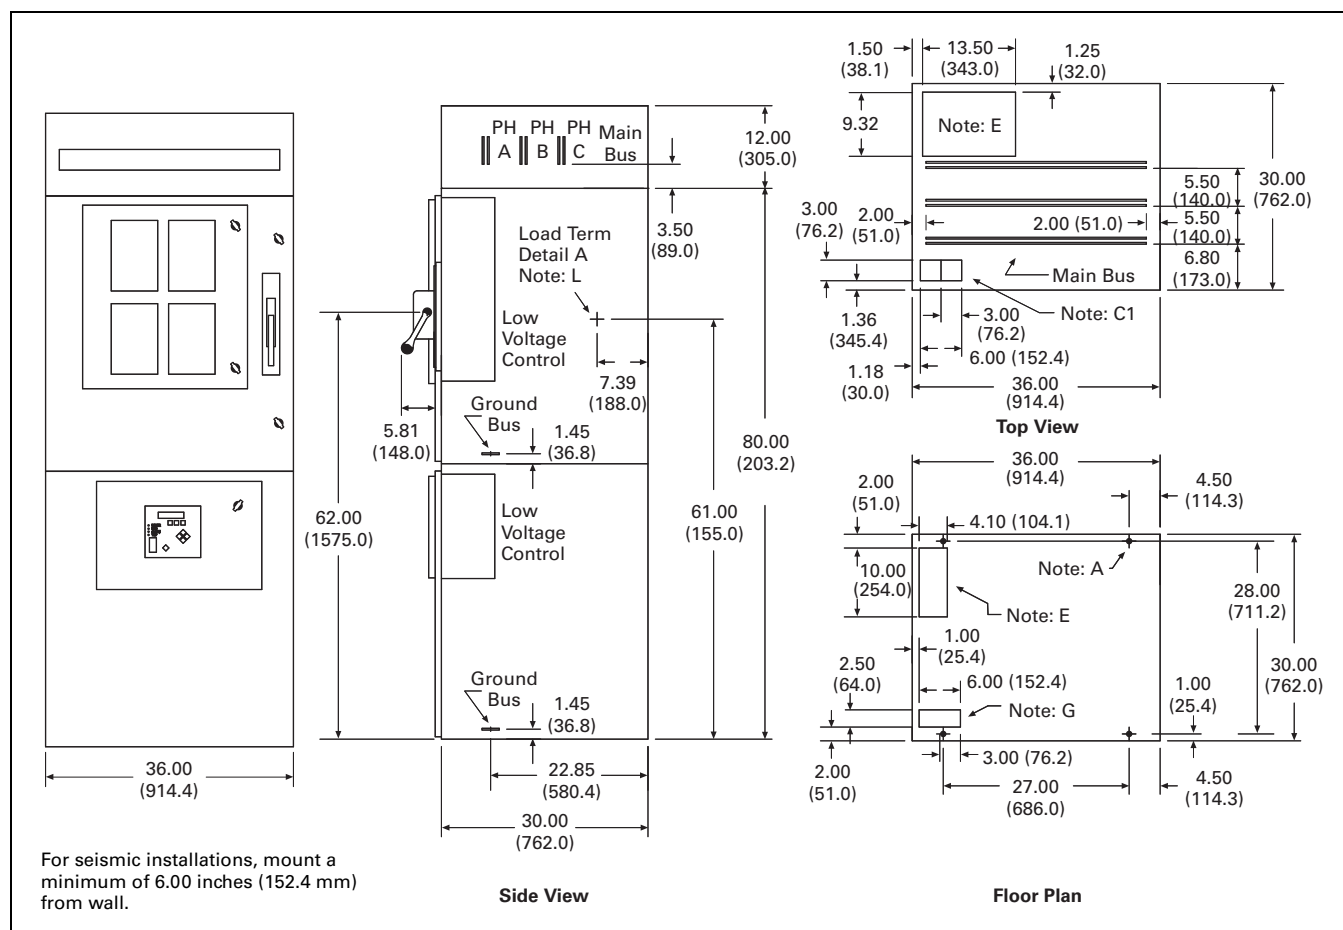 36.00
(914.4)
For seismic installations, mount a
minimum of 6.00 inches (152.4 mm)
from wall.
PH PH PH Main
A B C Bus
12.00
(305.0)
3.50
(89.0)
Load Term
Detail A
Note: L
Low
Voltage
Control
7.39
(188.0)
5.81
(148.0)
Ground
Bus
1.45
(36.8)
80.00
(203.2)
62.00
(1575.0)
Low
Voltage
Control
61.00
(155.0)
Ground
Bus
1.45
(36.8)
22.85
(580.4)
30.00
(762.0)
Side View
1.50
(38.1)
13.50
(343.0)
1.25
(32.0)
9.32
Note: E
5.50
(140.0)
30.00
(762.0)
3.00
(76.2)
2.00
(51.0)
2.00 (51.0)
5.50
(140.0)
6.80
(173.0)
Main Bus
Note: C1
1.36
(345.4)
3.00
(76.2)
6.00 (152.4)
1.18
(30.0)
36.00
(914.4)
Top View
36.00
(914.4)
2.00
(51.0)
4.50
(114.3)
4.10 (104.1)
Note: A
10.00
(254.0)
28.00
(711.2)
Note: E
1.00
(25.4)
2.50
(64.0)
6.00 (152.4)
30.00
(762.0)
1.00
(25.4)
Note: G
2.00
(51.0)
3.00 (76.2)
27.00
(686.0)
4.50
(114.3)
Floor Plan